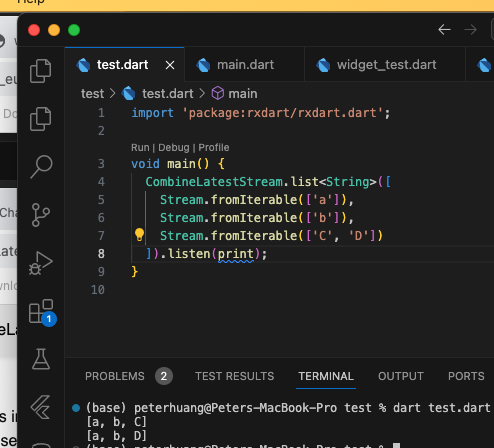 Help
test.dart
main.dart
widget_test.dart
test > test.dart > main
1 import 'package:rxdart/rxdart.dart';
2
Run | Debug | Profile
3 void main() {
4 CombineLatestStream.list<String>([
5 Stream.fromIterable(['a']),
6 Stream.fromIterable(['b']),
7 Stream.fromIterable(['C', 'D'])
8 ]).listen(print);
9 }
10
1
PROBLEMS 2 TEST RESULTS TERMINAL OUTPUT PORTS
(base) peterhuang@Peters-MacBook-Pro test % dart test.dart
[a, b, C]
[a, b, D]